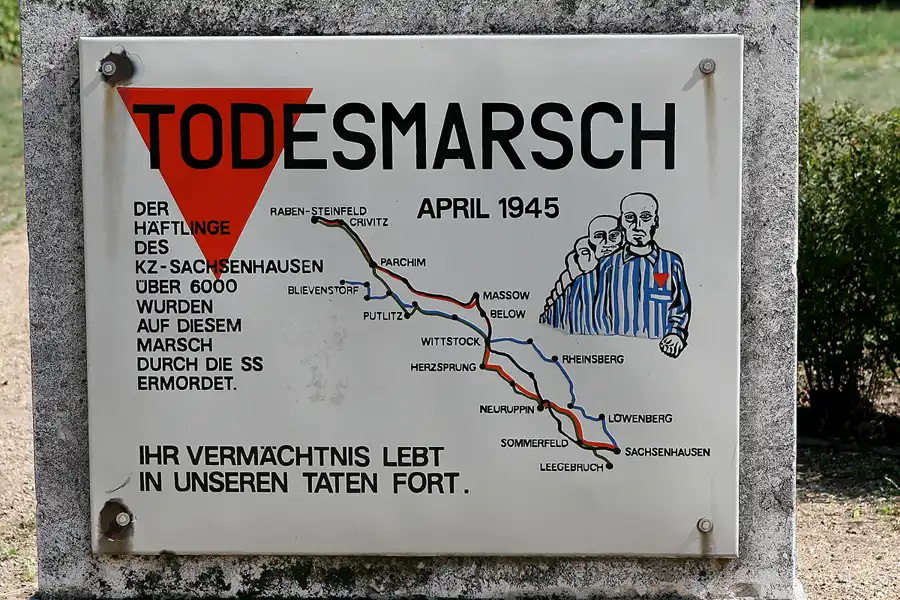 TODESMARSCH
APRIL 1945
DER
HÄFTLINGE
DES
KZ-SACHSENHAUSEN
ÜBER 6000
WURDEN
AUF DIESEM
MARSCH
DURCH DIE SS
ERMORDET.
RABEN-STEINFELD
CRIVITZ
PARCHIM
BLIEVENSTORF
MASSOW
PUTLITZ
BELOW
WITTSTOCK
RHEINSBERG
HERZSPRUNG
NEURUPPIN
LÖWENBERG
SOMMERFELD
SACHSENHAUSEN
LEEGEBRUCH
IHR VERMÄCHTNIS LEBT
IN UNSEREN TATEN FORT.